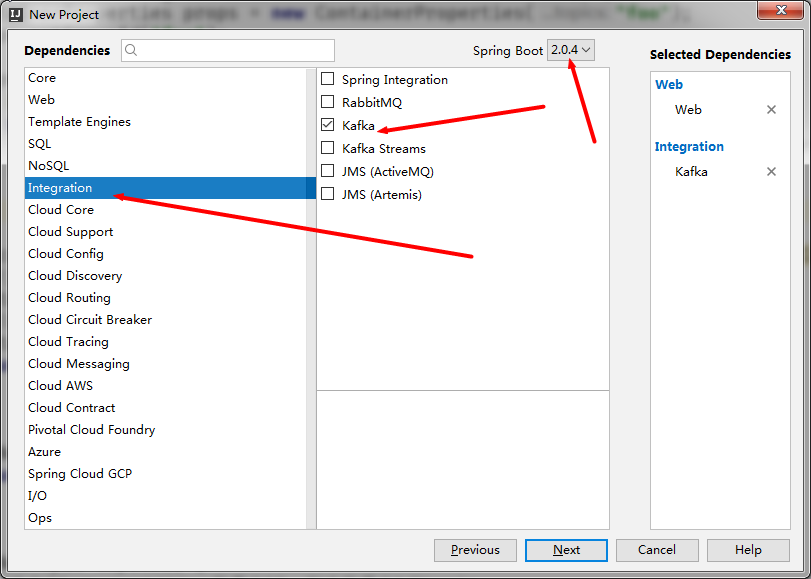 New Project
Dependencies
Spring Boot 2.0.4
Core
Web
Template Engines
SQL
NoSQL
Integration
Cloud Core
Cloud Support
Cloud Config
Cloud Discovery
Cloud Routing
Cloud Circuit Breaker
Cloud Tracing
Cloud Messaging
Cloud AWS
Cloud Contract
Pivotal Cloud Foundry
Azure
Spring Cloud GCP
I/O
Ops
Spring Integration
RabbitMQ
Kafka
Kafka Streams
JMS (ActiveMQ)
JMS (Artemis)
Selected Dependencies
Web
Web
Integration
Kafka
Previous
Next
Cancel
Help